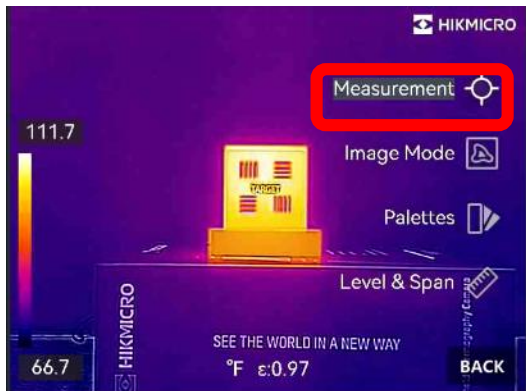 HIKMICRO
Measurement
111.7
Image Mode
TARGET
Palettes
Level & Span
HIKMICRO
SEE THE WORLD IN A NEW WAY
66.7
°F ε:0.97
BACK